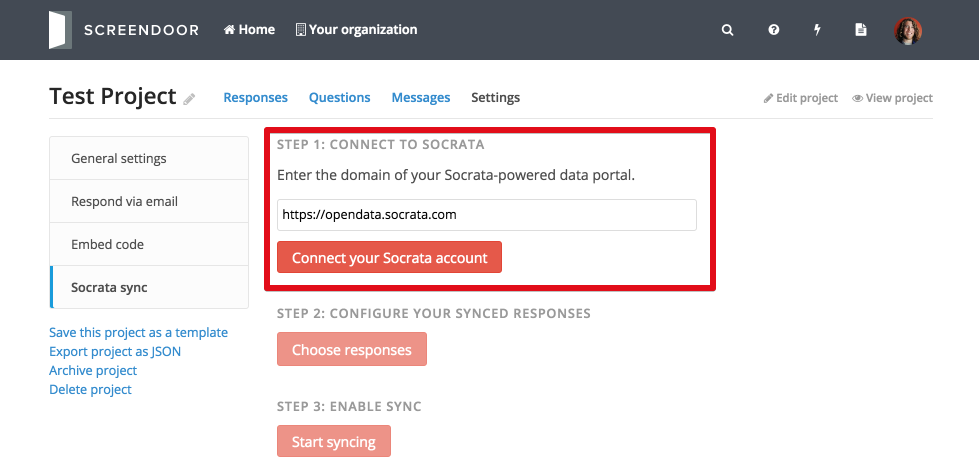 SCREENDOOR Home Your organization
Test Project Responses Questions Messages Settings Edit project View project
General settings
Respond via email
Embed code
Socrata sync
Save this project as a template
Export project as JSON
Archive project
Delete project
STEP 1: CONNECT TO SOCRATA
Enter the domain of your Socrata-powered data portal.
https://opendata.socrata.com
Connect your Socrata account
STEP 2: CONFIGURE YOUR SYNCED RESPONSES
Choose responses
STEP 3: ENABLE SYNC
Start syncing